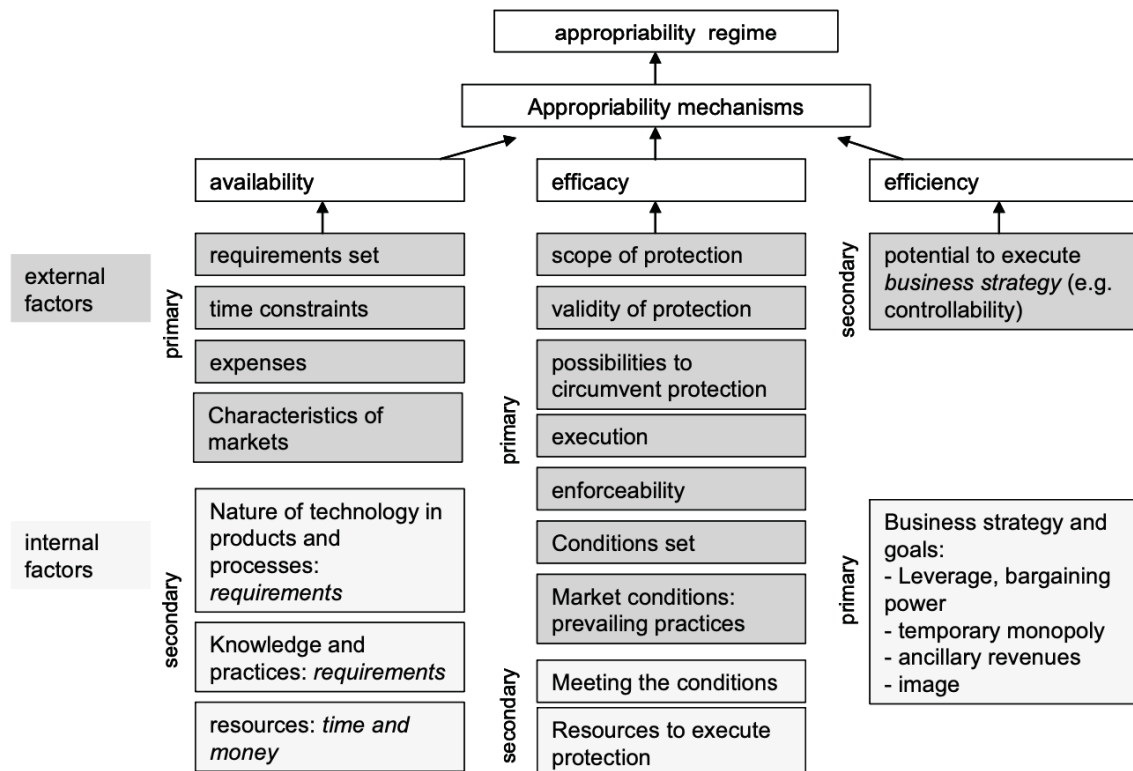 appropriability regime
Appropriability mechanisms
availability
efficacy
efficiency
external
factors
internal
factors
primary
requirements set
time constraints
expenses
Characteristics of
markets
secondary
Nature of technology in
products and
processes:
requirements
Knowledge and
practices: requirements
resources: time and
money
primary
scope of protection
validity of protection
possibilities to
circumvent protection
execution
enforceability
Conditions set
Market conditions:
prevailing practices
secondary
Meeting the conditions
Resources to execute
protection
secondary
potential to execute
business strategy (e.g.
controllability)
primary
Business strategy and
goals:
- Leverage, bargaining
power
- temporary monopoly
- ancillary revenues
- image